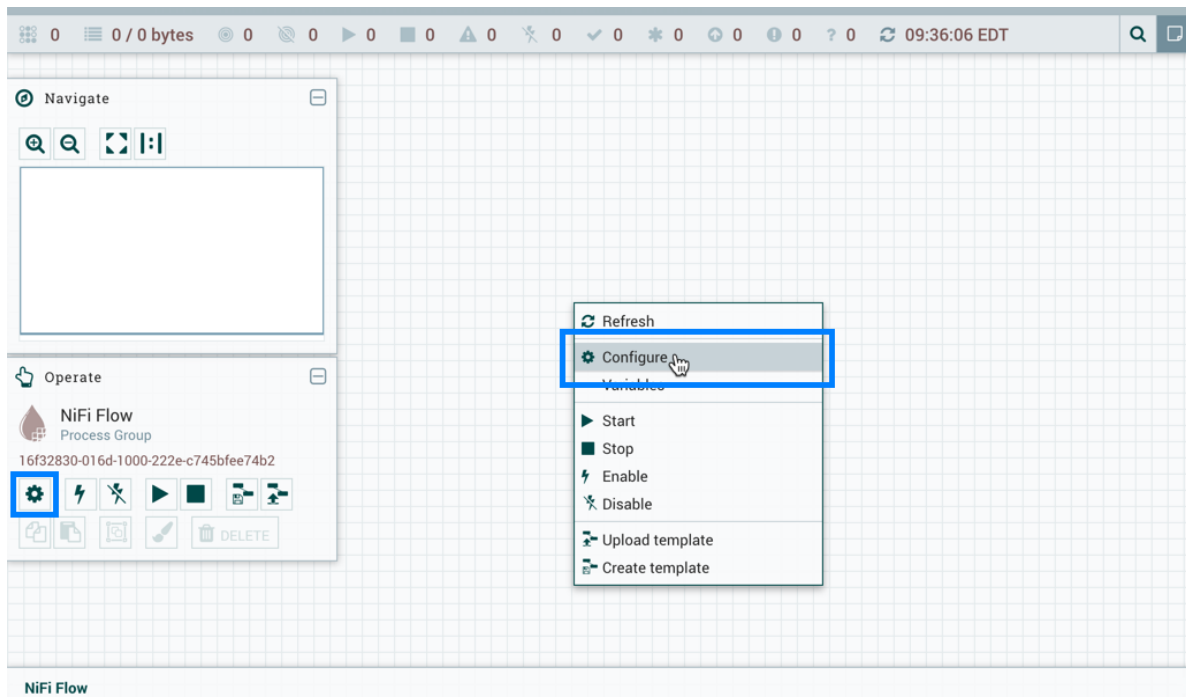 0 0 / 0 bytes 0 0 0 0 0 0 0 0 0 0 ? 0 09:36:06 EDT
Navigate
Operate
NiFi Flow
Process Group
16f32830-016d-1000-222e-c745bfee74b2
DELETE
Refresh
Configure
Variables
Start
Stop
Enable
Disable
Upload template
Create template
NiFi Flow